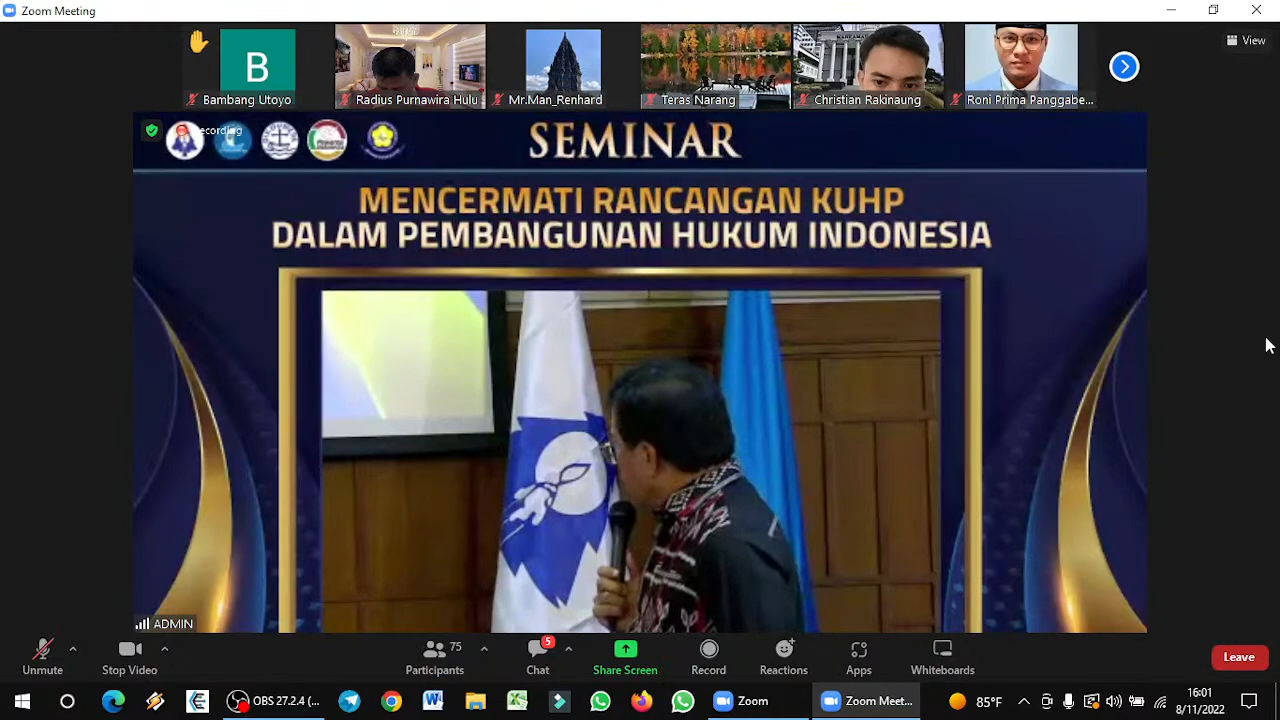 Zoom Meeting
View
B
Bambang Utoyo
Radius Purnawira Hulu
Mr.Man_Renhard
Teras Narang
Christian Rakinaung
Roni Prima Panggabe...
Recording
SEMINAR
MENCERMATI RANCANGAN KUHP
DALAM PEMBANGUNAN HUKUM INDONESIA
ADMIN
Unmute
Stop Video
75
Participants
5
Chat
Share Screen
Record
Reactions
Apps
Whiteboards
Leave
OBS 27.2.4 (...
Zoom
Zoom Meet...
85°F
16:01
8/11/2022